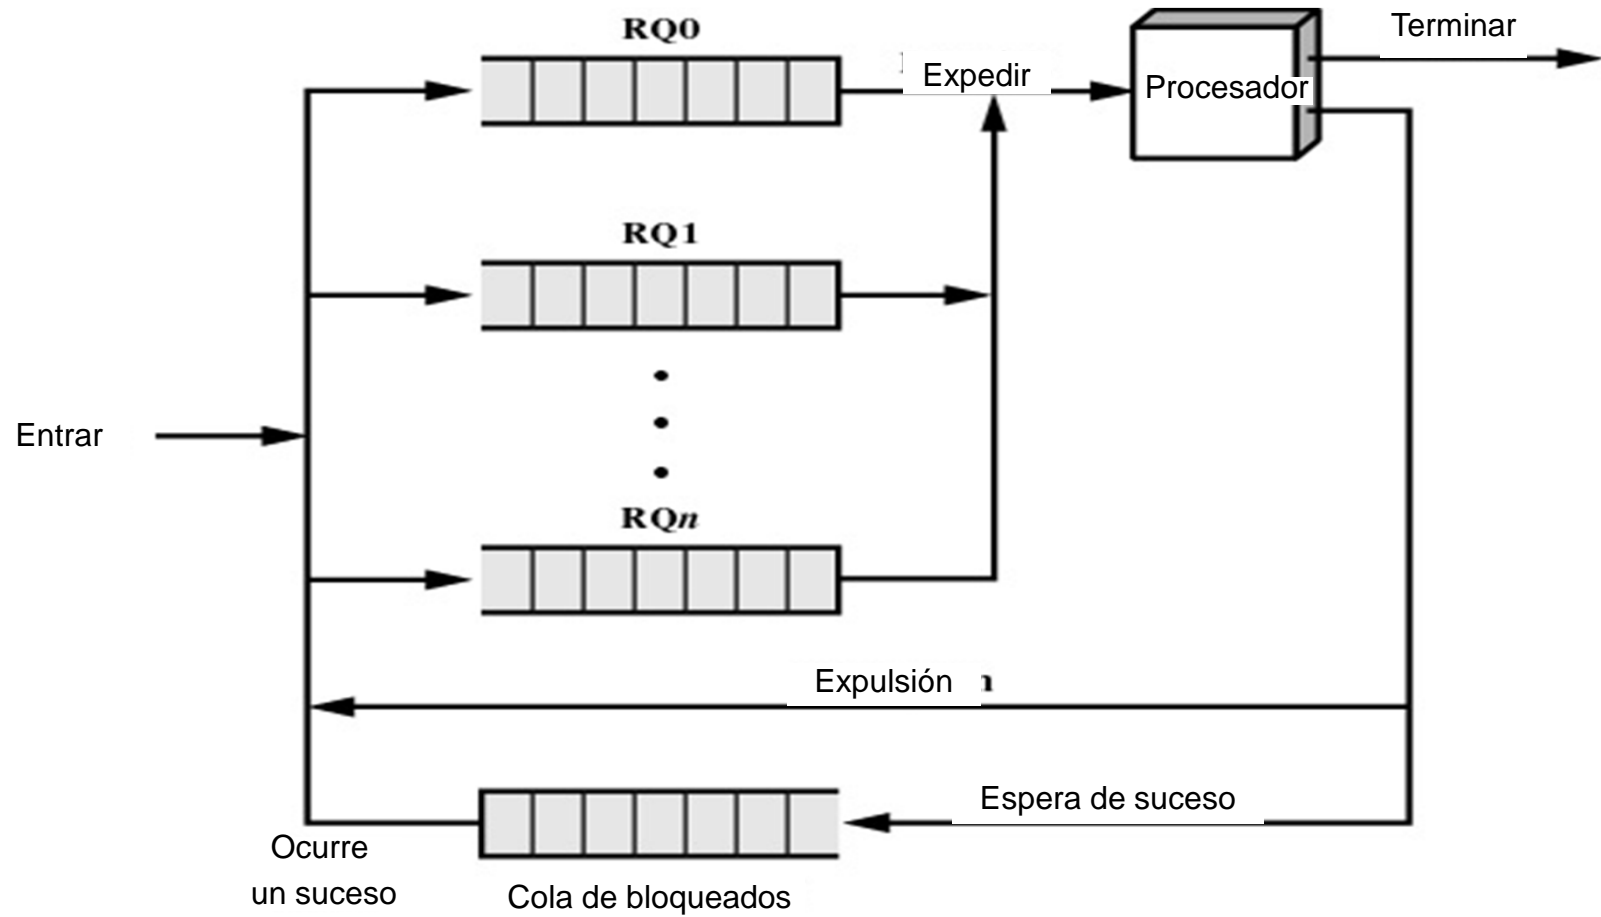 RQ0
Terminar
Expedir
Procesador
RQ1
Entrar
RQn
Expulsión
Espera de suceso
Ocurre
un suceso
Cola de bloqueados